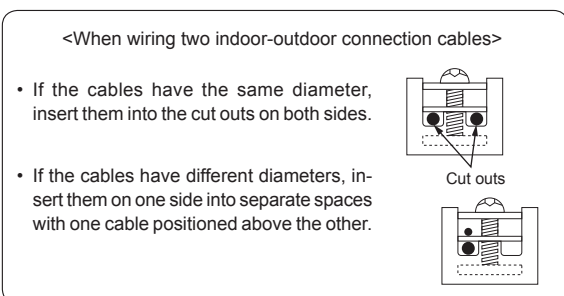 <When wiring two indoor-outdoor connection cables>
• If the cables have the same diameter,
insert them into the cut outs on both sides.
Cut outs
• If the cables have different diameters, in-
sert them on one side into separate spaces
with one cable positioned above the other.